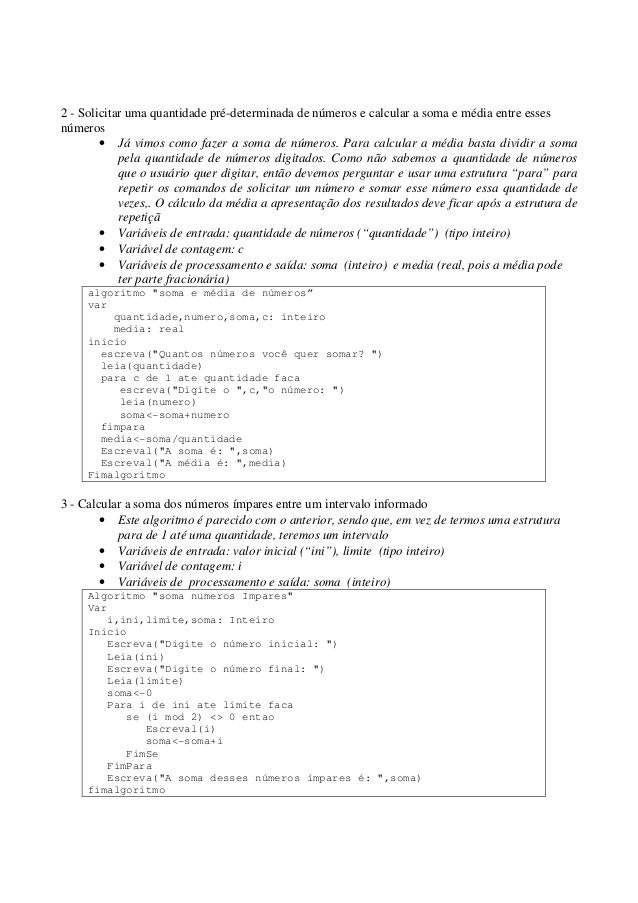 2 - Solicitar uma quantidade pré-determinada de números e calcular a soma e média entre esses
números
• Já vimos como fazer a soma de números. Para calcular a média basta dividir a soma
pela quantidade de números digitados. Como não sabemos a quantidade de números
que o usuário quer digitar, então devemos perguntar e usar uma estrutura “para” para
repetir os comandos de solicitar um número e somar esse número essa quantidade de
vezes,. O cálculo da média a apresentação dos resultados deve ficar após a estrutura de
repetiçã
• Variáveis de entrada: quantidade de números (“quantidade”) (tipo inteiro)
• Variável de contagem: c
• Variáveis de processamento e saída: soma (inteiro) e media (real, pois a média pode
ter parte fracionária)
algoritmo "soma e média de números”
var
quantidade,numero,soma,c: inteiro
media: real
inicio
escreva("Quantos números você quer somar? ")
leia(quantidade)
para c de 1 ate quantidade faca
escreva("Digite o ",c,"o número: ")
leia(numero)
soma<-soma+numero
fimpara
media<-soma/quantidade
Escreval("A soma é: ",soma)
Escreval("A média é: ",media)
Fimalgoritmo
3 - Calcular a soma dos números ímpares entre um intervalo informado
• Este algoritmo é parecido com o anterior, sendo que, em vez de termos uma estrutura
para de 1 até uma quantidade, teremos um intervalo
• Variáveis de entrada: valor inicial (“ini”), limite (tipo inteiro)
• Variável de contagem: i
• Variáveis de processamento e saída: soma (inteiro)
Algoritmo "soma numeros Impares"
Var
i,ini,limite,soma: Inteiro
Inicio
Escreva("Digite o número inicial: ")
Leia(ini)
Escreva("Digite o número final: ")
Leia(limite)
soma<-0
Para i de ini ate limite faca
se (i mod 2) <> 0 entao
Escreval(i)
soma<-soma+i
FimSe
FimPara
Escreva("A soma desses números ímpares é: ",soma)
fimalgoritmo